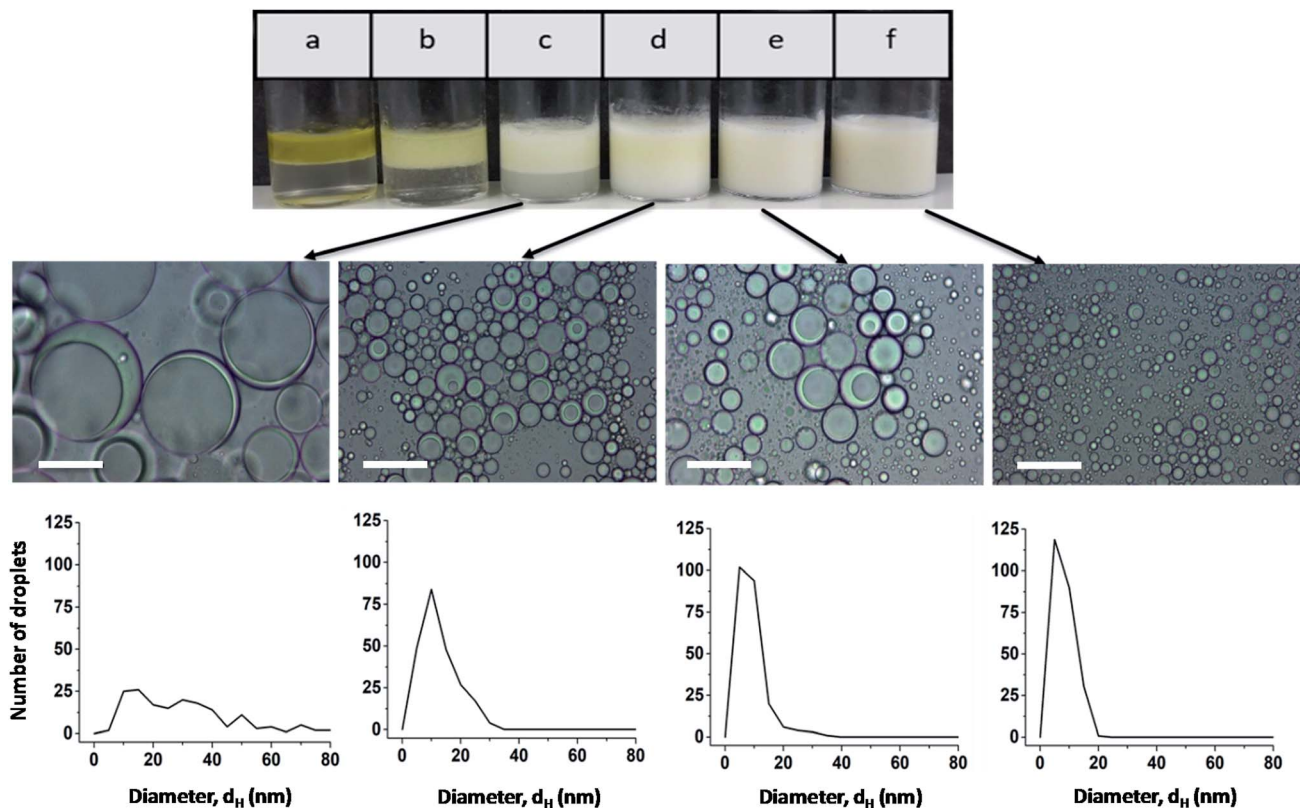 a b c d e f
125 125 125 125
100 100 100 100
75 75 75 75
50 50 50 50
25 25 25 25
0 0 0 0
Number of droplets
0 20 40 60 80 0 20 40 60 80 0 20 40 60 80 0 20 40 60 80
Diameter, dH (nm) Diameter, dH (nm) Diameter, dH (nm) Diameter, dH (nm)